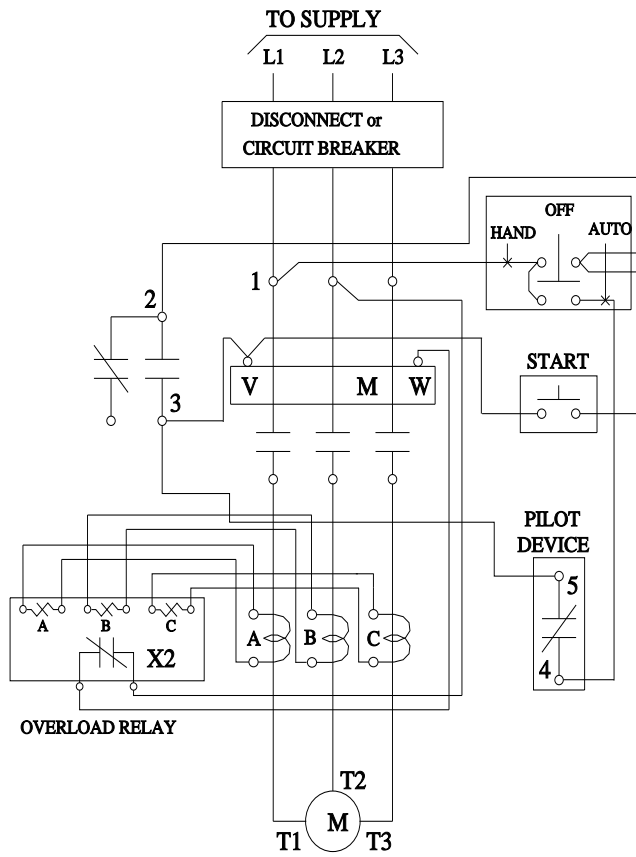 TO SUPPLY
L1 L2 L3
DISCONNECT or
CIRCUIT BREAKER
OFF
HAND AUTO
1
2
START
V M W
3
PILOT
DEVICE
5
A B C
X2
A B C
4
OVERLOAD RELAY
T2
M
T1 T3